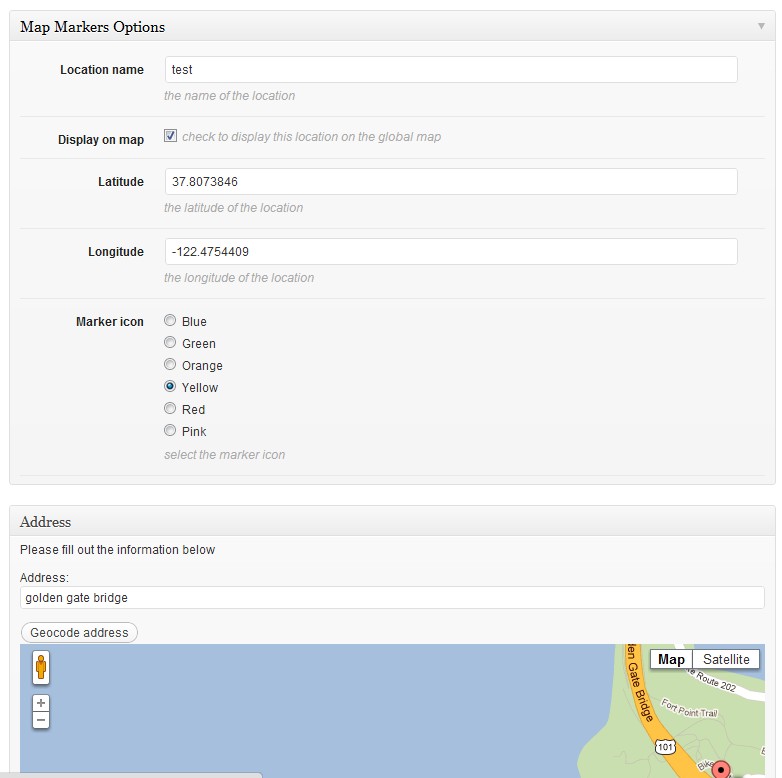 Map Markers Options
Location name
test
the name of the location
Display on map
check to display this location on the global map
Latitude
37.8073846
the latitude of the location
Longitude
-122.4754409
the longitude of the location
Marker icon
Blue
Green
Orange
Yellow
Red
Pink
select the marker icon
Address
Please fill out the information below
Address:
golden gate bridge
Geocode address
Map
Satellite
Gate Bridge
Route 202
Fort Point Trail
101